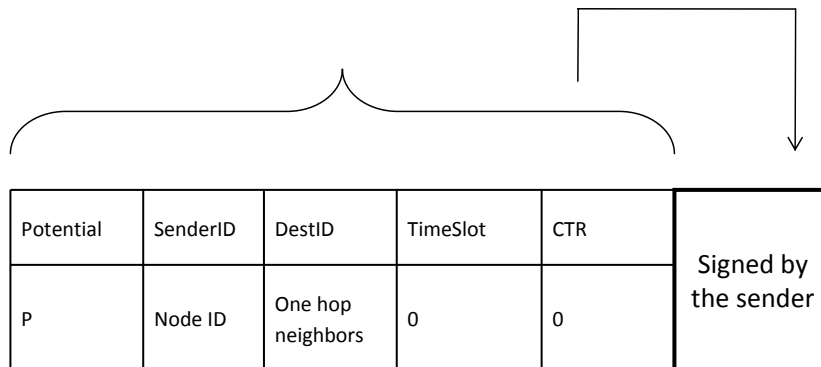 Potential SenderID DestID TimeSlot CTR
P Node ID One hop
neighbors 0 0
Signed by
the sender